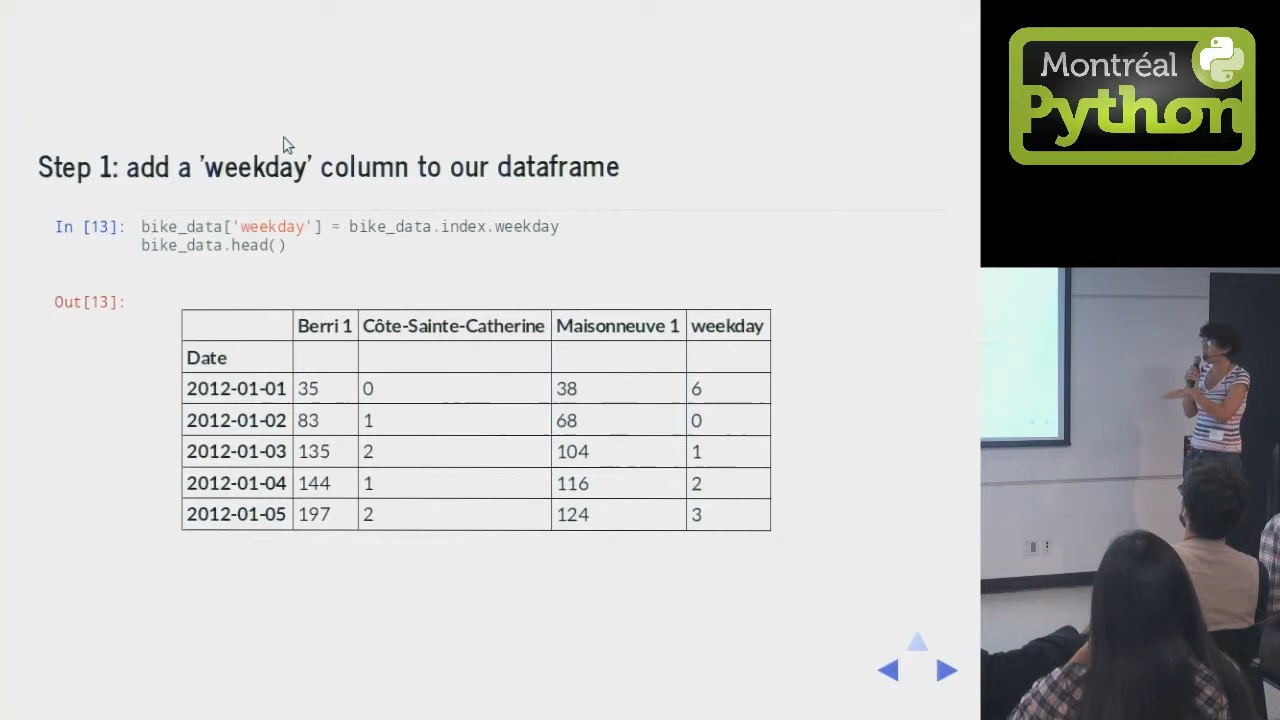 Step 1: add a 'weekday' column to our dataframe
In [13]: bike_data['weekday'] = bike_data.index.weekday
bike_data.head()
Out[13]:
Berri 1 Côte-Sainte-Catherine Maisonneuve 1 weekday
Date
2012-01-01 35 0 38 6
2012-01-02 83 1 68 0
2012-01-03 135 2 104 1
2012-01-04 144 1 116 2
2012-01-05 197 2 124 3
Montréal
Python